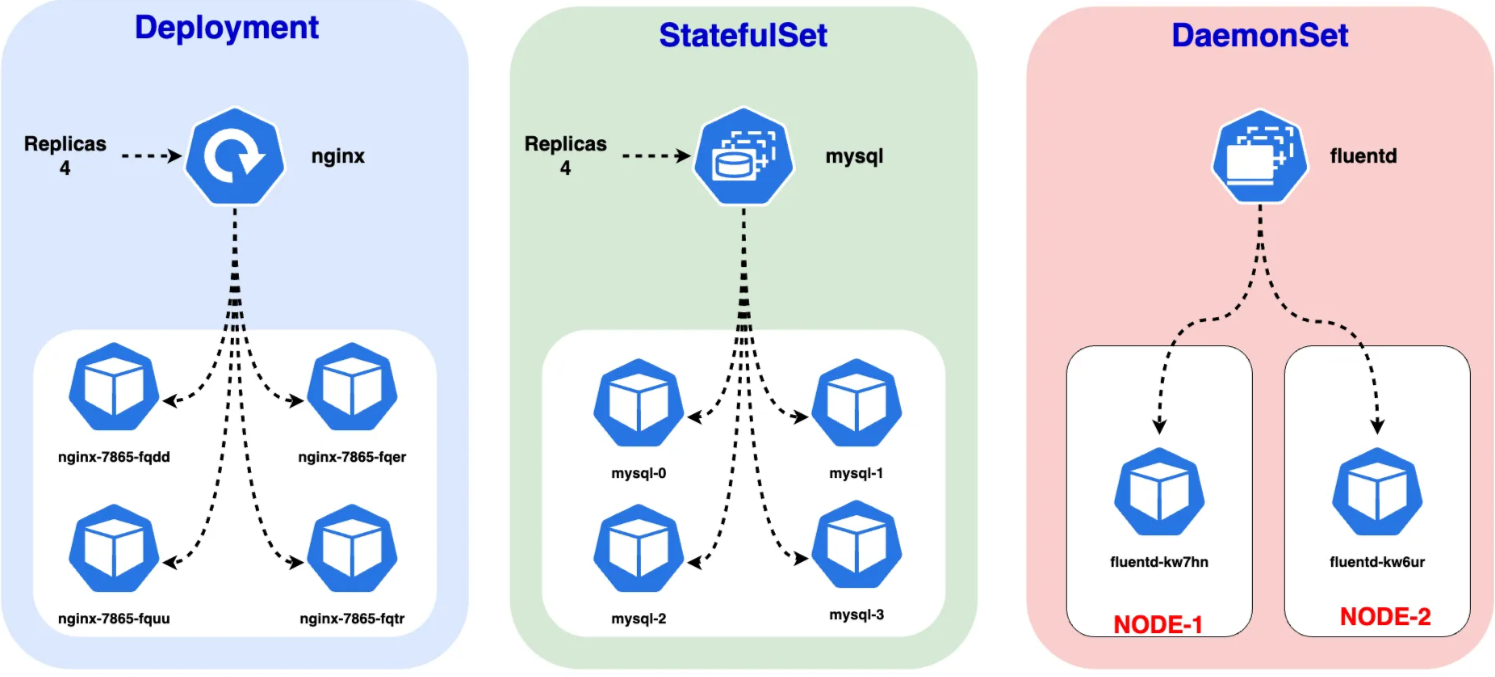 Deployment
Replicas
4
nginx
nginx-7865-fqdd
nginx-7865-fqer
nginx-7865-fquu
nginx-7865-fqtr
StatefulSet
Replicas
4
mysql
mysql-0
mysql-1
mysql-2
mysql-3
DaemonSet
fluentd
fluentd-kw7hn
NODE-1
fluentd-kw6ur
NODE-2